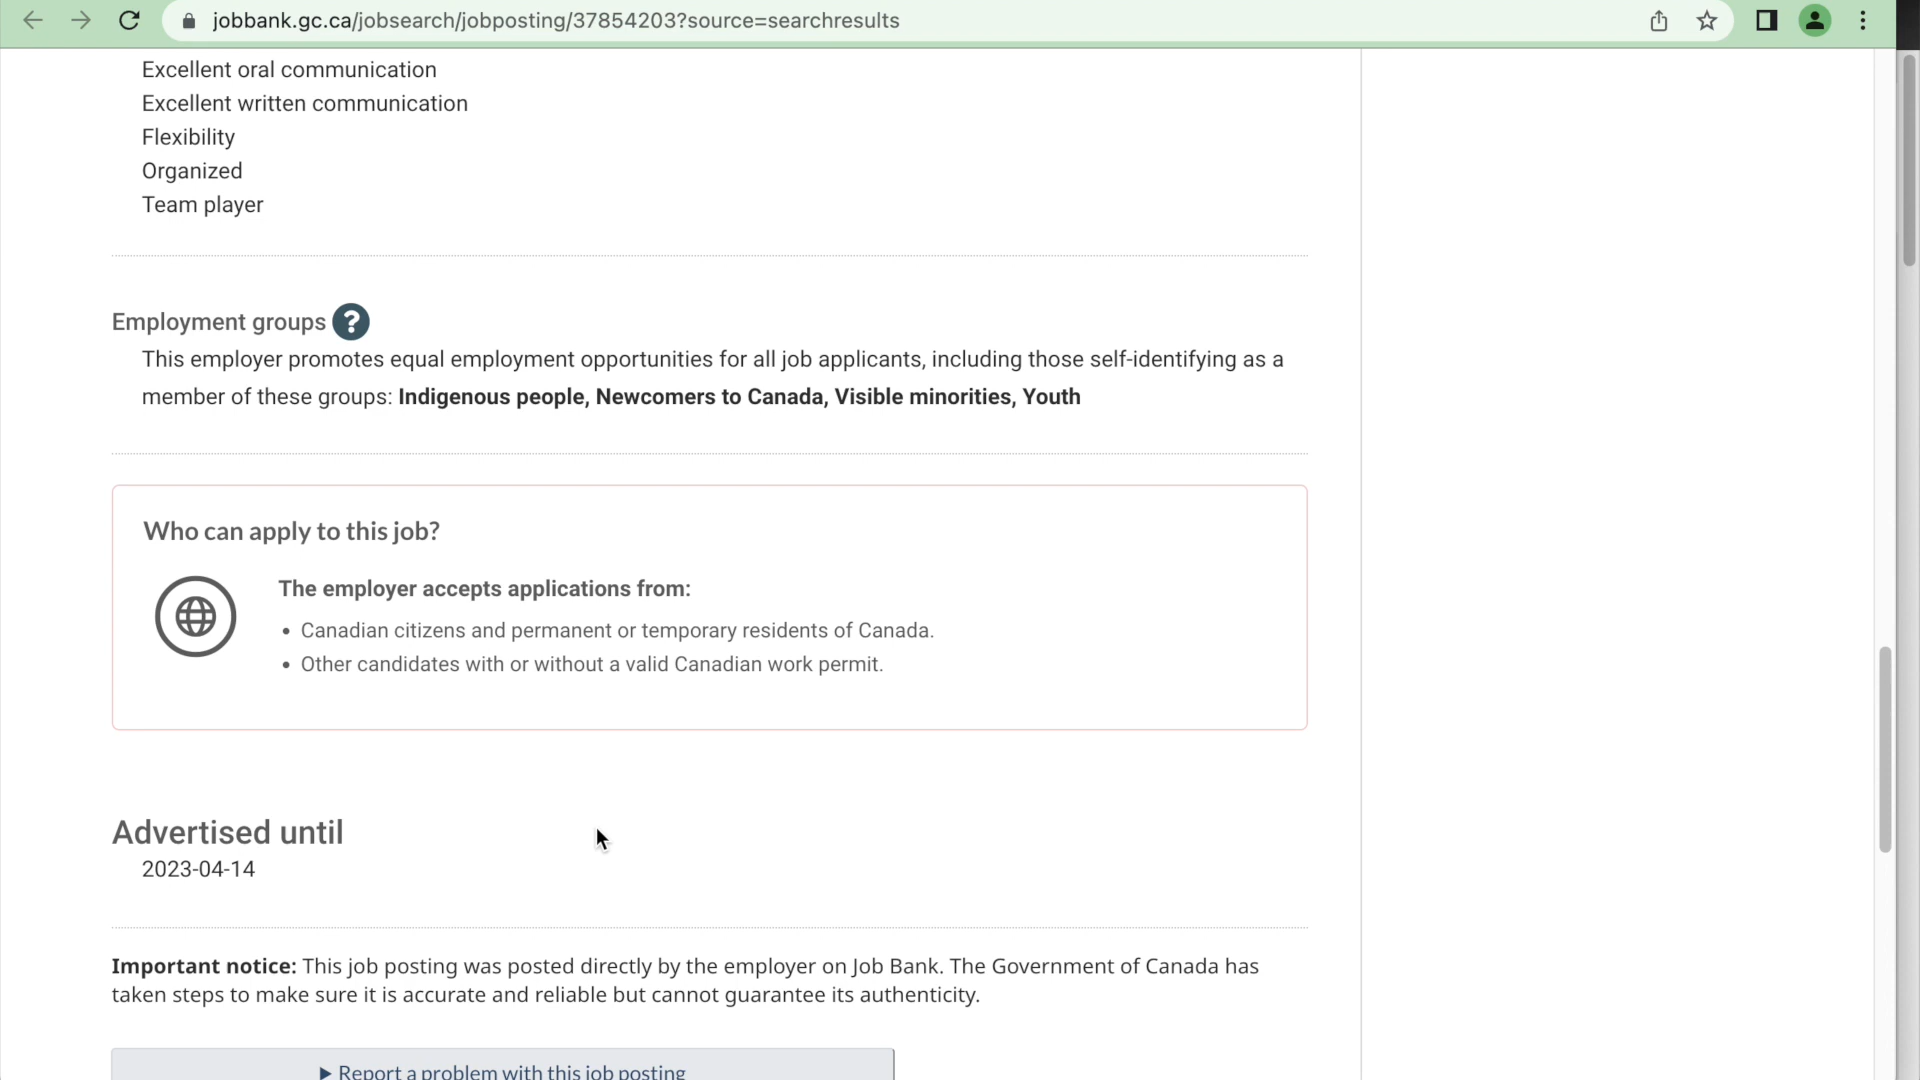 jobbank.gc.ca/jobsearch/jobposting/37854203?source=searchresults
Excellent oral communication
Excellent written communication
Flexibility
Organized
Team player
Employment groups ?
This employer promotes equal employment opportunities for all job applicants, including those self-identifying as a
member of these groups: Indigenous people, Newcomers to Canada, Visible minorities, Youth
Who can apply to this job?
The employer accepts applications from:
• Canadian citizens and permanent or temporary residents of Canada.
• Other candidates with or without a valid Canadian work permit.
Advertised until
2023-04-14
Important notice: This job posting was posted directly by the employer on Job Bank. The Government of Canada has
taken steps to make sure it is accurate and reliable but cannot guarantee its authenticity.
Report a problem with this job posting